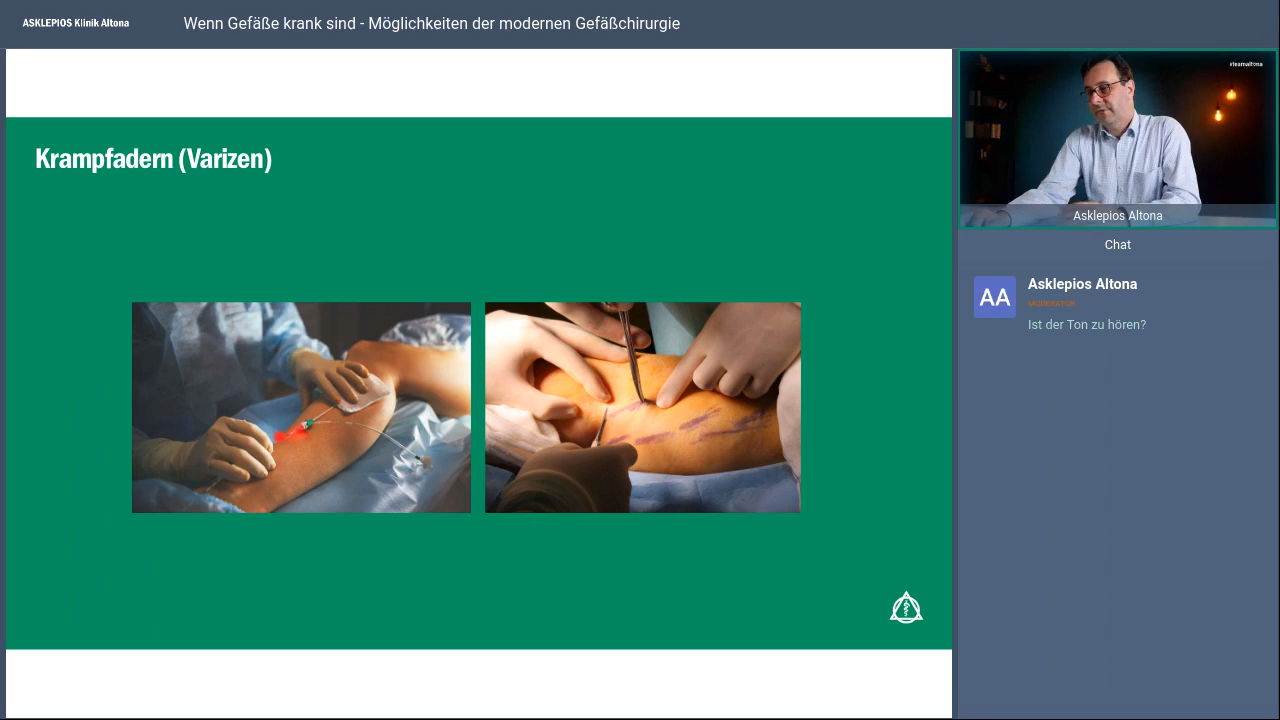 ASKLEPIOS Klinik Altona
Wenn Gefäße krank sind - Möglichkeiten der modernen Gefäßchirurgie
Krampfadern (Varizen)
#teamaltona
Asklepios Altona
Chat
AA
Asklepios Altona
MODERATOR
Ist der Ton zu hören?